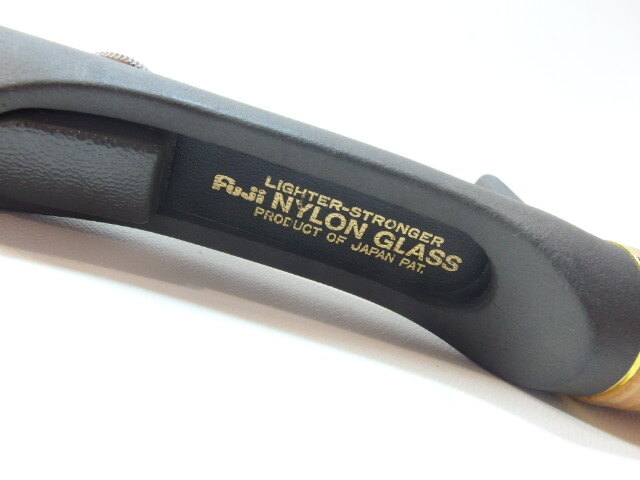 LIGHTER-STRONGER
Fuji NYLON GLASS
PRODUCT OF JAPAN PAT.